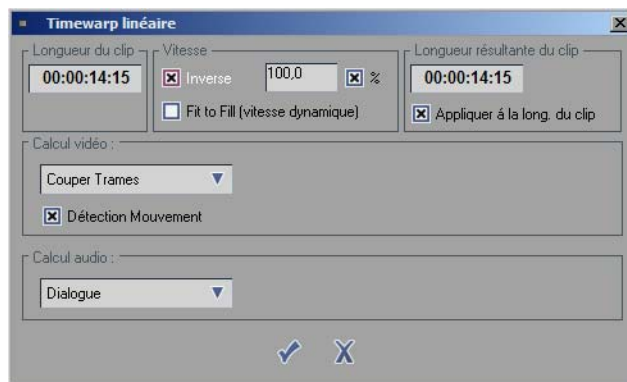 Timewarp linéaire
Longueur du clip
00:00:14:15
Vitesse
Inverse
100,0
%
Fit to Fill (vitesse dynamique)
Longueur résultante du clip
00:00:14:15
Appliquer á la long. du clip
Calcul vidéo :
Couper Trames
Détection Mouvement
Calcul audio :
Dialogue